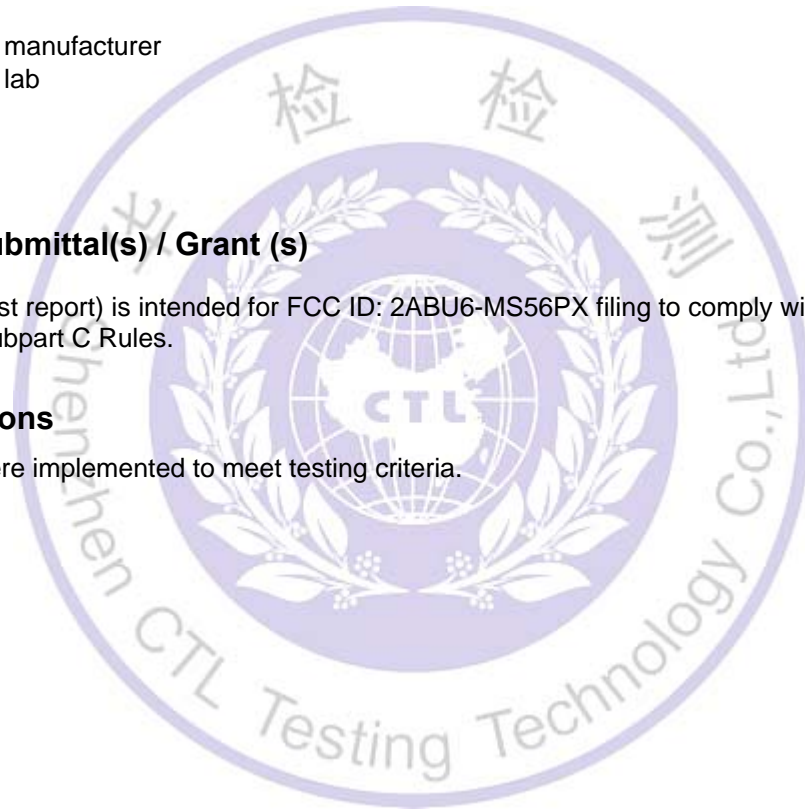 manufacturer
lab
ubmittal(s) / Grant (s)
st report) is intended for FCC ID: 2ABU6-MS56PX filing to comply wi
ubpart C Rules.
ons
re implemented to meet testing criteria.
检 检 测
CTL
Shenzhen CTL Testing Technology Co.,Ltd